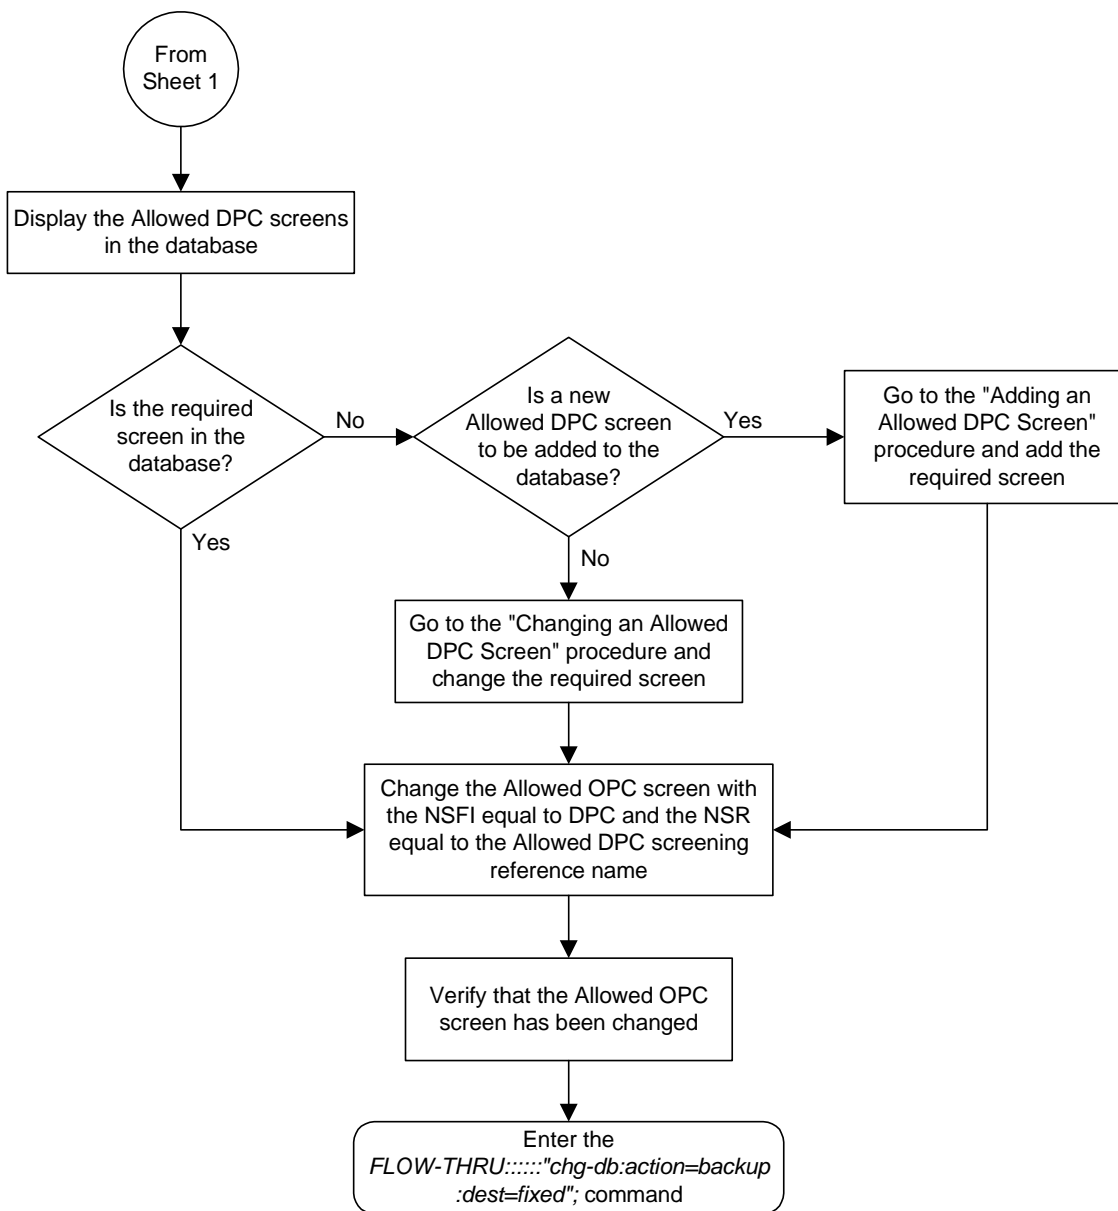 From
Sheet 1
Display the Allowed DPC screens
in the database
Is the required
screen in the
database?
No
Yes
Is a new
Allowed DPC screen
to be added to the
database?
Yes
No
Go to the "Adding an
Allowed DPC Screen"
procedure and add the
required screen
Go to the "Changing an Allowed
DPC Screen" procedure and
change the required screen
Change the Allowed OPC screen with
the NSFI equal to DPC and the NSR
equal to the Allowed DPC screening
reference name
Verify that the Allowed OPC
screen has been changed
Enter the
FLOW-THRU::::::"chg-db:action=backup
:dest=fixed"; command